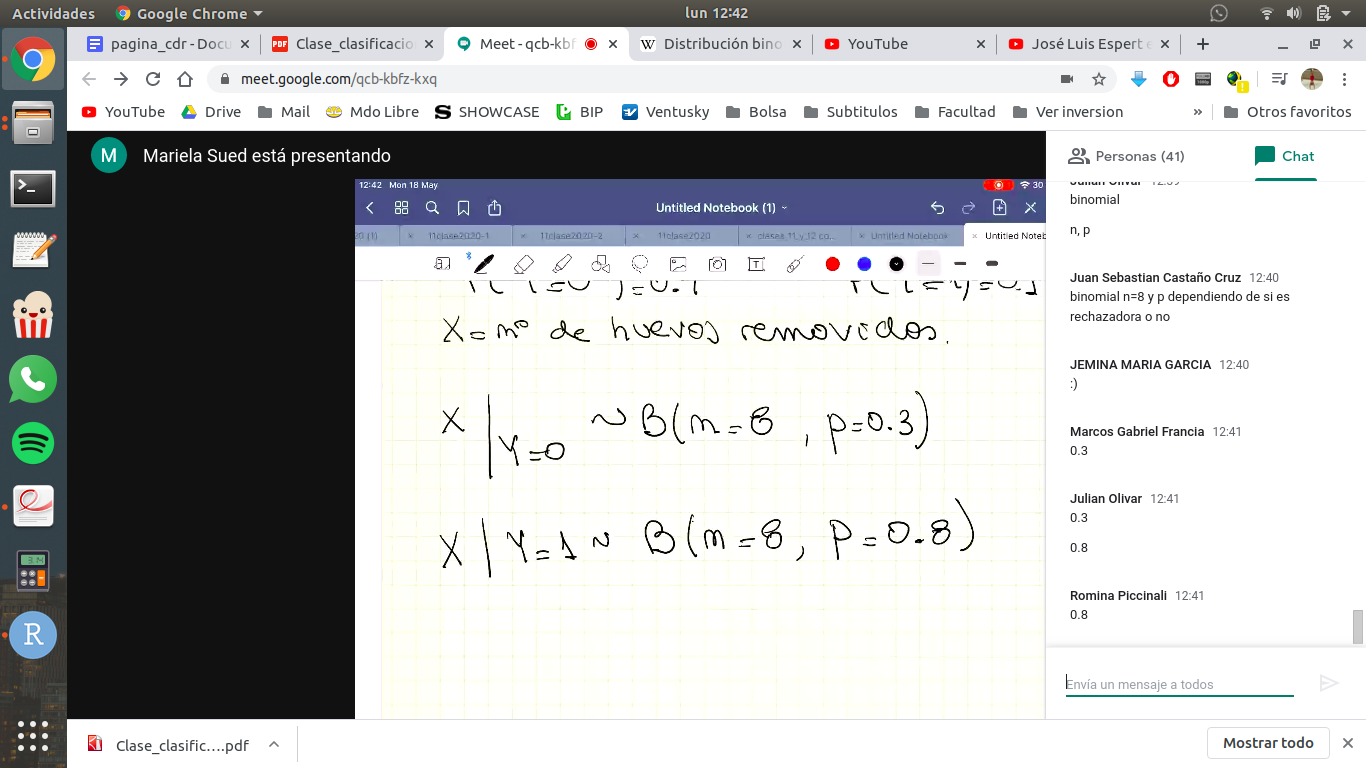 Actividades
Google Chrome
lun 12:42
pagina_cdr - Docu
Clase_clasificacio
Meet - qcb-kbf
Distribución bino
YouTube
José Luis Espert e
meet.google.com/qcb-kbfz-kxq
YouTube
Drive
Mail
Mdo Libre
SHOWCASE
BIP
Ventusky
Bolsa
Subtitulos
Facultad
Ver inversion
»
Otros favoritos
M
Mariela Sued está presentando
12:42 Mon 18 May
30
Untitled Notebook (1)
20 (1)
11clase2020-1
11clase2020-2
11clase2020
clases_11_y_12 co...
Untitled Notebook
Untitled Noteb
X = nº de huevos removidos.
X | Y=0 ~ B(n=8, p=0.3)
X | Y=1 ~ B(n=8, p=0.8)
Personas (41)
Chat
Julian Olivar 12:39
binomial
n, p
Juan Sebastian Castaño Cruz 12:40
binomial n=8 y p dependiendo de si es
rechazadora o no
JEMINA MARIA GARCIA 12:40
:)
Marcos Gabriel Francia 12:41
0.3
Julian Olivar 12:41
0.3
0.8
Romina Piccinali 12:41
0.8
Envía un mensaje a todos
Clase_clasific....pdf
Mostrar todo